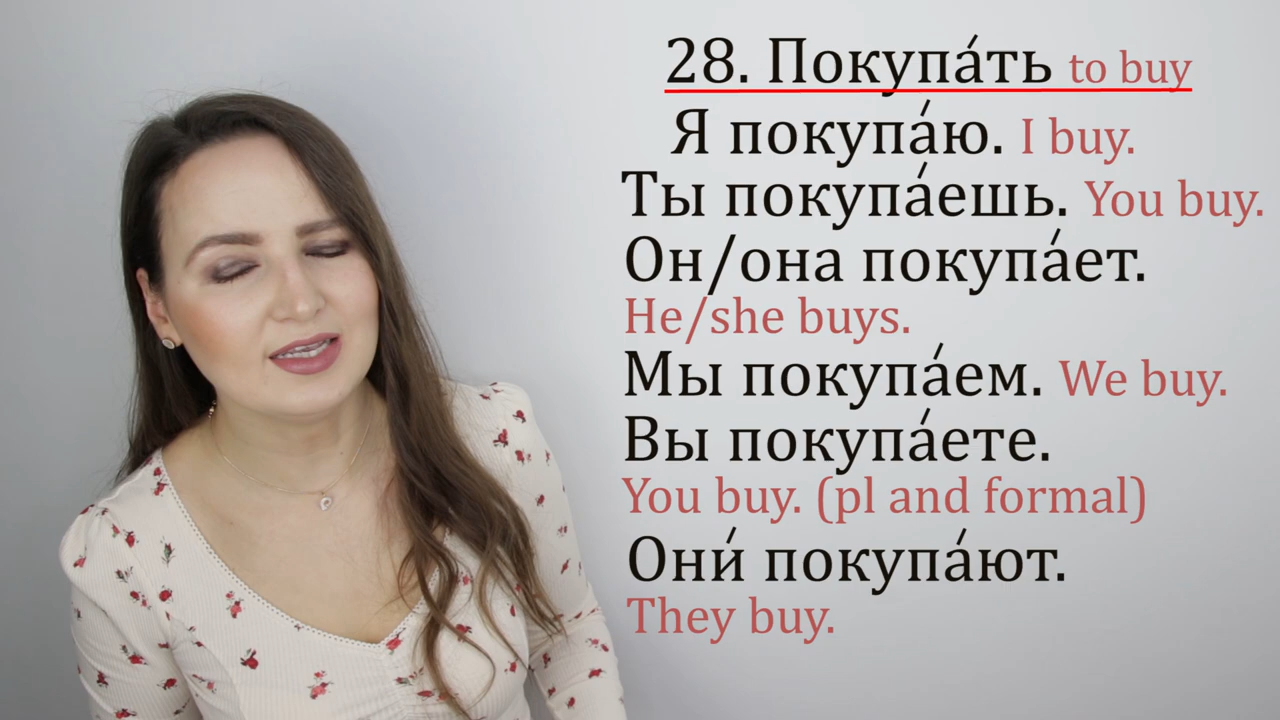 28. Покупа́ть to buy
Я покупа́ю. I buy.
Ты покупа́ешь. You buy.
Он/она покупа́ет.
He/she buys.
Мы покупа́ем. We buy.
Вы покупа́ете.
You buy. (pl and formal)
Они́ покупа́ют.
They buy.